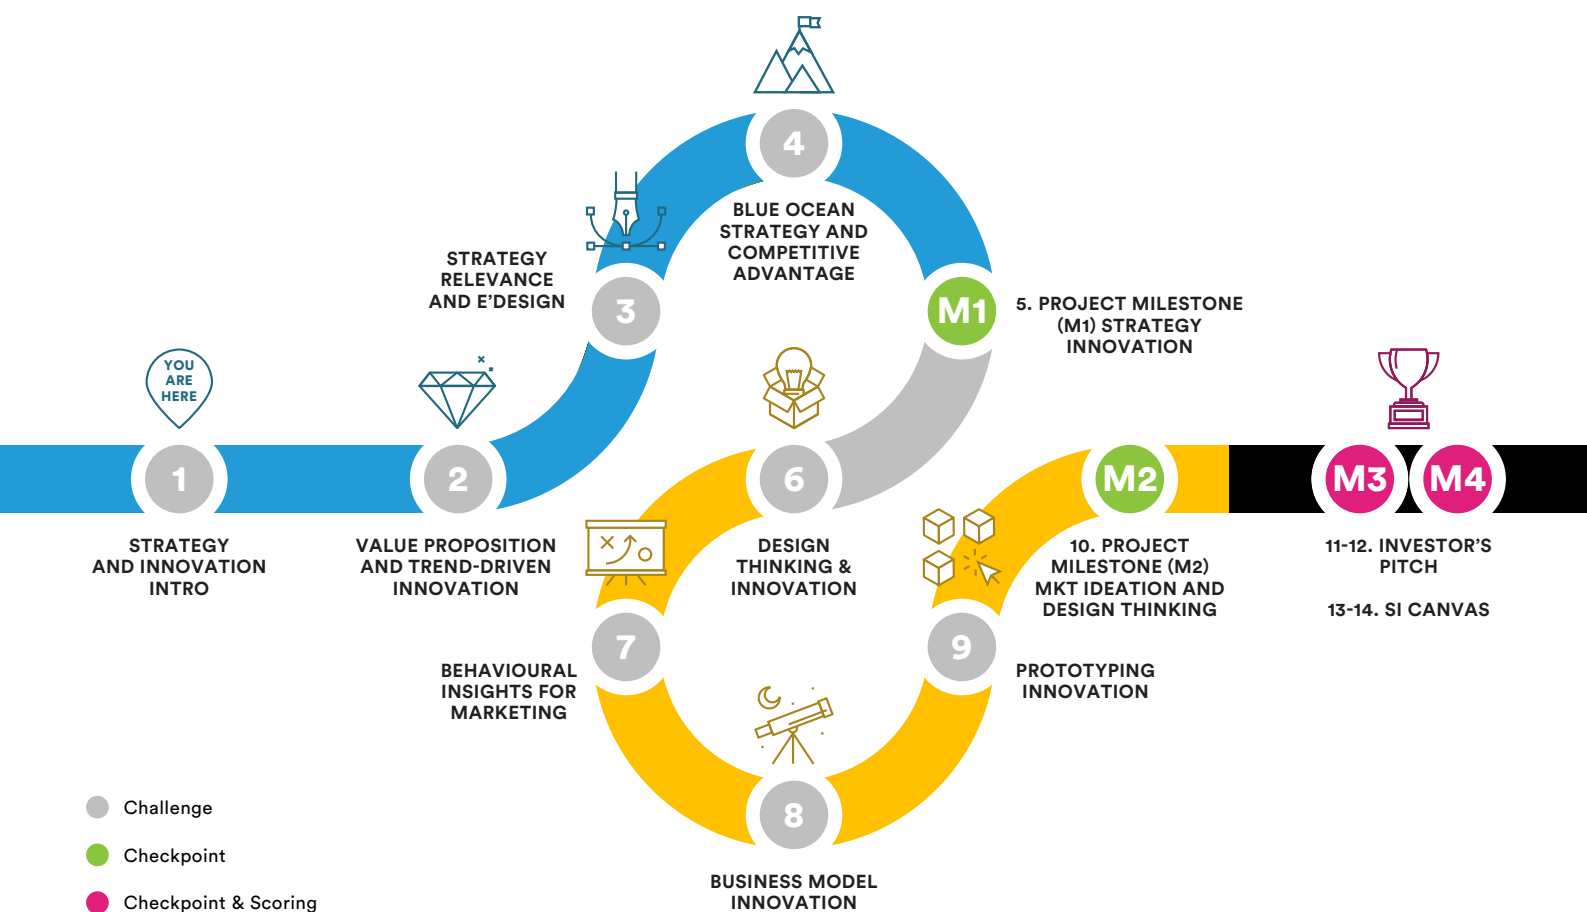 YOU
ARE
HERE
1
STRATEGY
AND INNOVATION
INTRO
2
VALUE PROPOSITION
AND TREND-DRIVEN
INNOVATION
STRATEGY
RELEVANCE
AND E'DESIGN
3
4
BLUE OCEAN
STRATEGY AND
COMPETITIVE
ADVANTAGE
M1
5. PROJECT MILESTONE
(M1) STRATEGY
INNOVATION
6
DESIGN
THINKING &
INNOVATION
7
BEHAVIOURAL
INSIGHTS FOR
MARKETING
8
BUSINESS MODEL
INNOVATION
9
PROTOTYPING
INNOVATION
M2
10. PROJECT
MILESTONE (M2)
MKT IDEATION AND
DESIGN THINKING
M3 M4
11-12. INVESTOR'S
PITCH
13-14. SI CANVAS
Challenge
Checkpoint
Checkpoint & Scoring